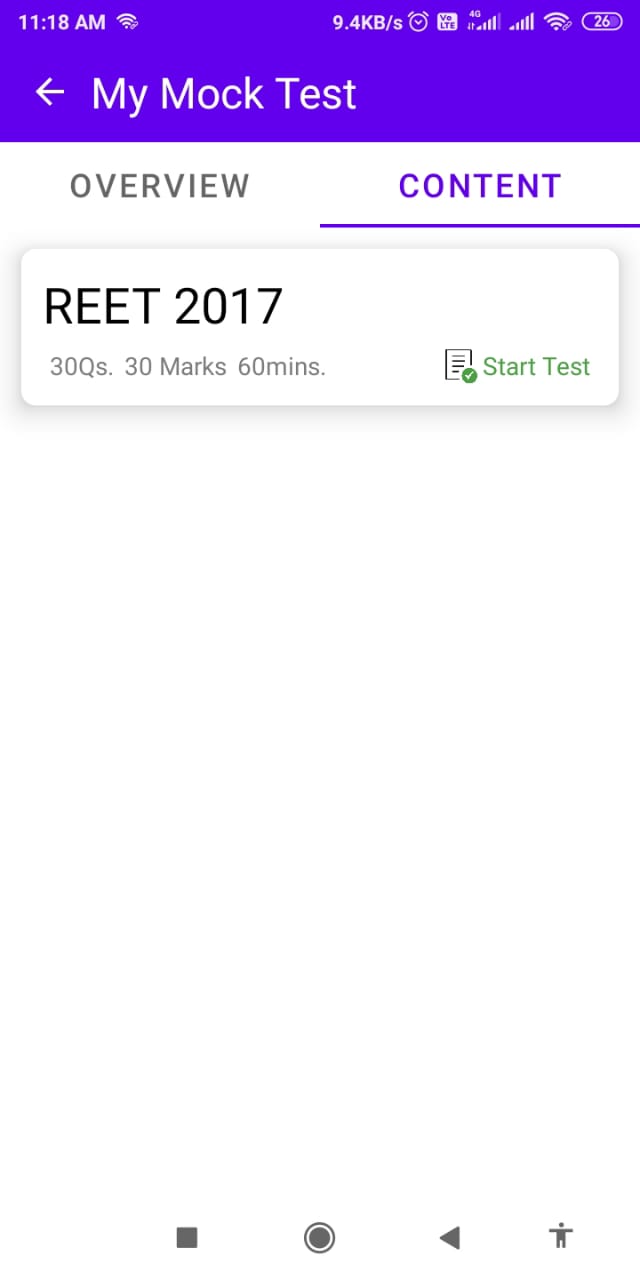 11:18 AM 9.4KB/s Vo LTE 4G 26
My Mock Test
OVERVIEW CONTENT
REET 2017
30Qs. 30 Marks 60mins. Start Test